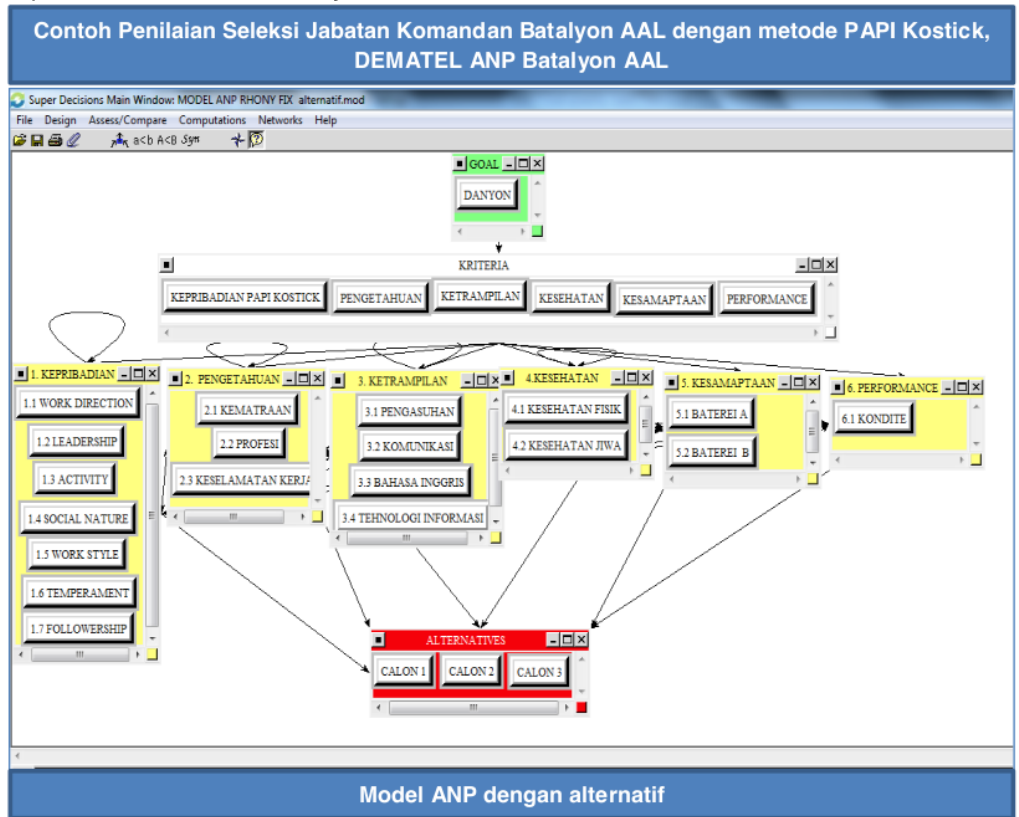 Contoh Penilaian Seleksi Jabatan Komandan Batalyon AAL dengan metode PAPI Kostick,
DEMATEL ANP Batalyon AAL
Super Decisions Main Window: MODEL ANP RHONY FIX alternatif.mod
File Design Assess/Compare Computations Networks Help
a<b A<B Syn
GOAL
DANYON
KRITERIA
KEPRIBADIAN PAPI KOSTICK PENGETAHUAN KETRAMPILAN KESEHATAN KESAMAPTAAN PERFORMANCE
1. KEPRIBADIAN
1.1 WORK DIRECTION
1.2 LEADERSHIP
1.3 ACTIVITY
1.4 SOCIAL NATURE
1.5 WORK STYLE
1.6 TEMPERAMENT
1.7 FOLLOWERSHIP
2. PENGETAHUAN
2.1 KEMATRAAN
2.2 PROFESI
2.3 KESELAMATAN KERJA
3. KETRAMPILAN
3.1 PENGASUHAN
3.2 KOMUNIKASI
3.3 BAHASA INGGRIS
3.4 TEHNOLOGI INFORMASI
4.KESEHATAN
4.1 KESEHATAN FISIK
4.2 KESEHATAN JIWA
5. KESAMAPTAAN
5.1 BATEREI A
5.2 BATEREI B
6. PERFORMANCE
6.1 KONDITE
ALTERNATIVES
CALON 1 CALON 2 CALON 3
Model ANP dengan alternatif